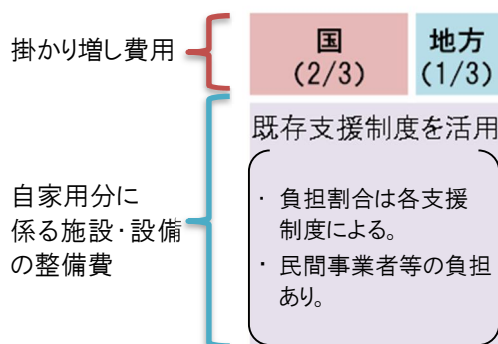 掛かり増し費用
国
(2/3)
地方
(1/3)
既存支援制度を活用
自家用分に
係る施設・設備
の整備費
・ 負担割合は各支援
制度による。
・ 民間事業者等の負担
あり。